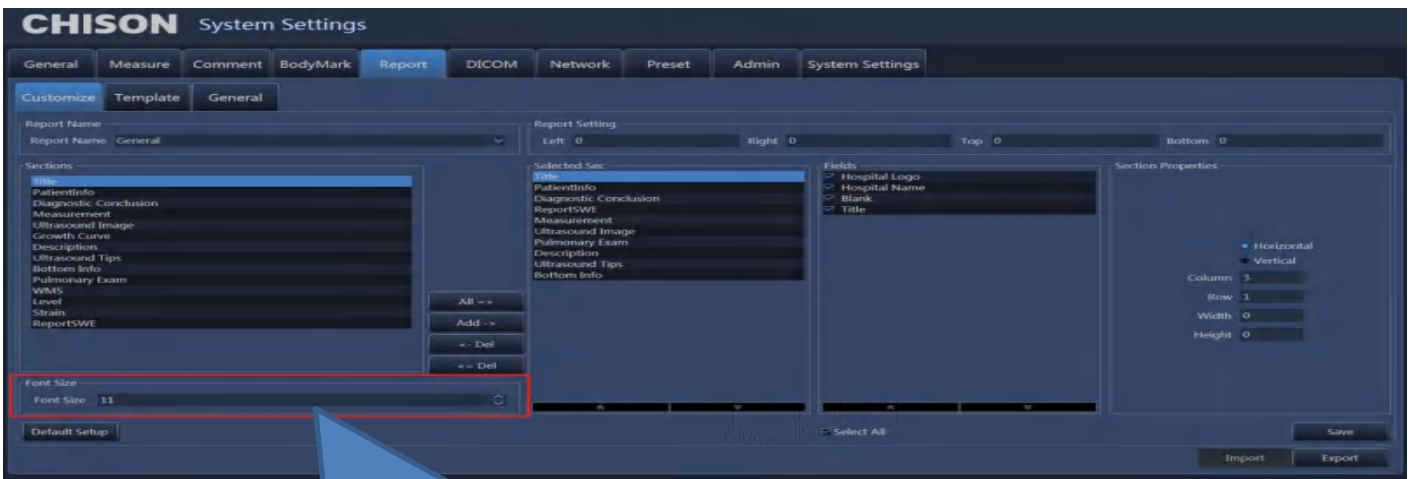 CHISON System Settings
General Measure Comment BodyMark Report DICOM Network Preset Admin System Settings
Customize Template General
Report Name
Report Name General
Report Setting
Left 0 Right 0 Top 0 Bottom 0
Sections
Title
PatientInfo
Diagnostic Conclusion
Measurement
Ultrasound Image
Growth Curve
Description
Ultrasound Tips
Bottom Info
Pulmonary Exam
WMS
Level
Strain
ReportSWE
All =>
Add ->
<- Del
<= Del
Selected Sec
Title
PatientInfo
Diagnostic Conclusion
ReportSWE
Measurement
Ultrasound Image
Pulmonary Exam
Description
Ultrasound Tips
Bottom Info
Fields
Hospital Logo
Hospital Name
Blank
Title
Section Properties
Horizontal
Vertical
Column 3
Row 1
Width 0
Height 0
Font Size
Font Size 11
Default Setup
Select All
Save
Import Export